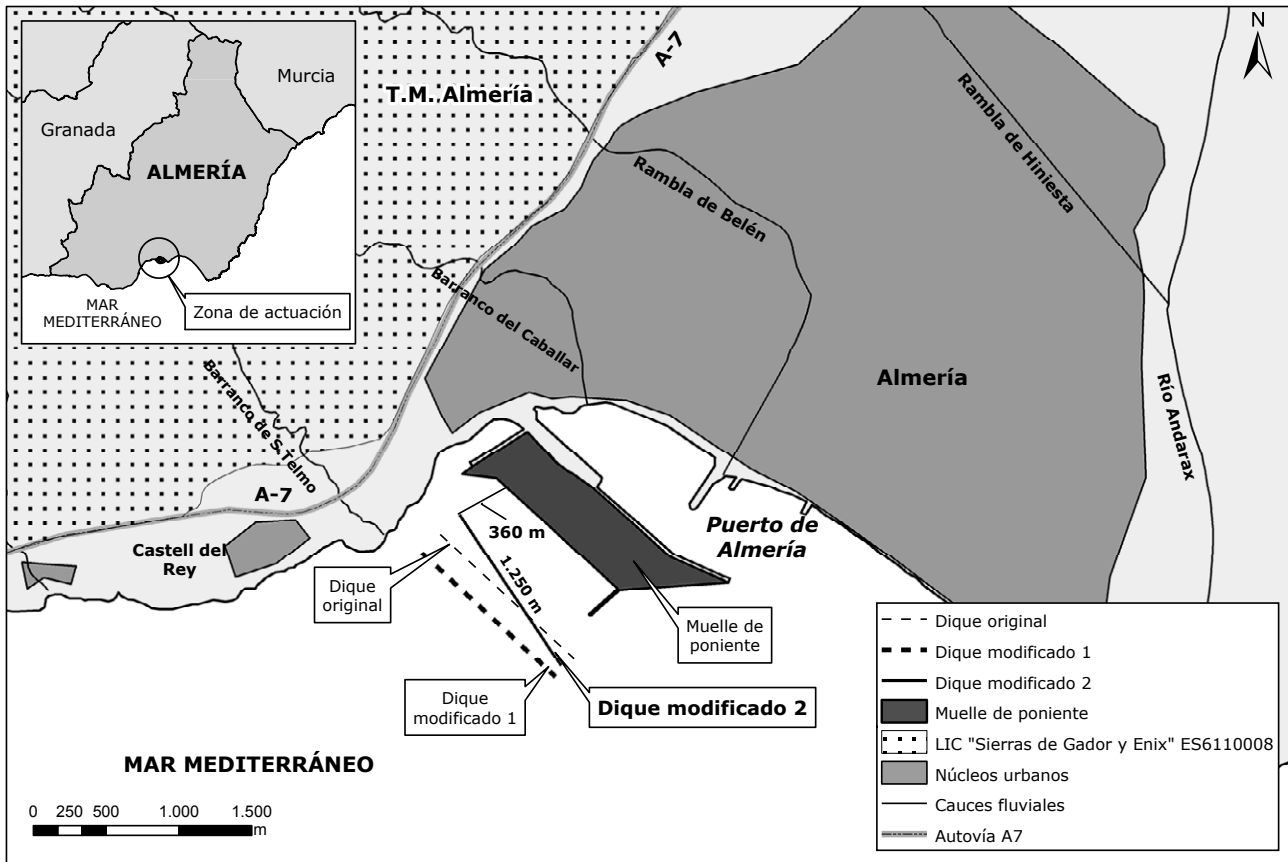 N
A-7
T.M. Almería
Murcia
Granada
ALMERÍA
MAR
MEDITERRÁNEO
Zona de actuación
Rambla de Hiniesta
Rambla de Belén
Barranco del Caballar
Barranco de S. Telmo
Almería
Río Andarax
A-7
Castell del
Rey
360 m
1.250 m
Puerto de
Almería
Dique
original
Muelle de
poniente
Dique
modificado 1
Dique modificado 2
MAR MEDITERRÁNEO
0 250 500 1.000 1.500
m
Dique original
Dique modificado 1
Dique modificado 2
Muelle de poniente
LIC "Sierras de Gador y Enix" ES6110008
Núcleos urbanos
Cauces fluviales
Autovía A7